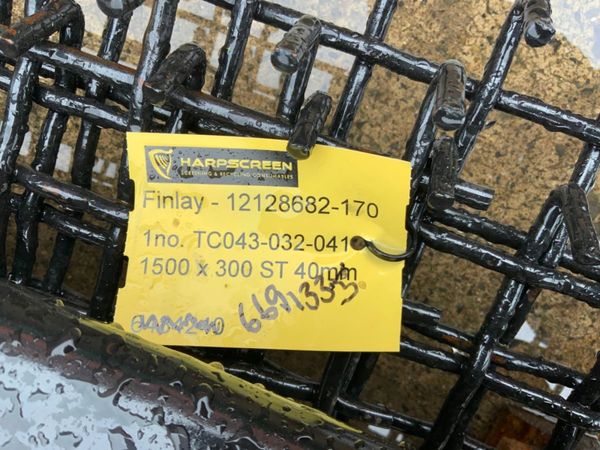 HARPSCREEN
SCREENING & RECYCLING CONSUMABLES
Finlay - 12128682-170
1no. TC043-032-041
1500 x 300 ST 40mm
6691333